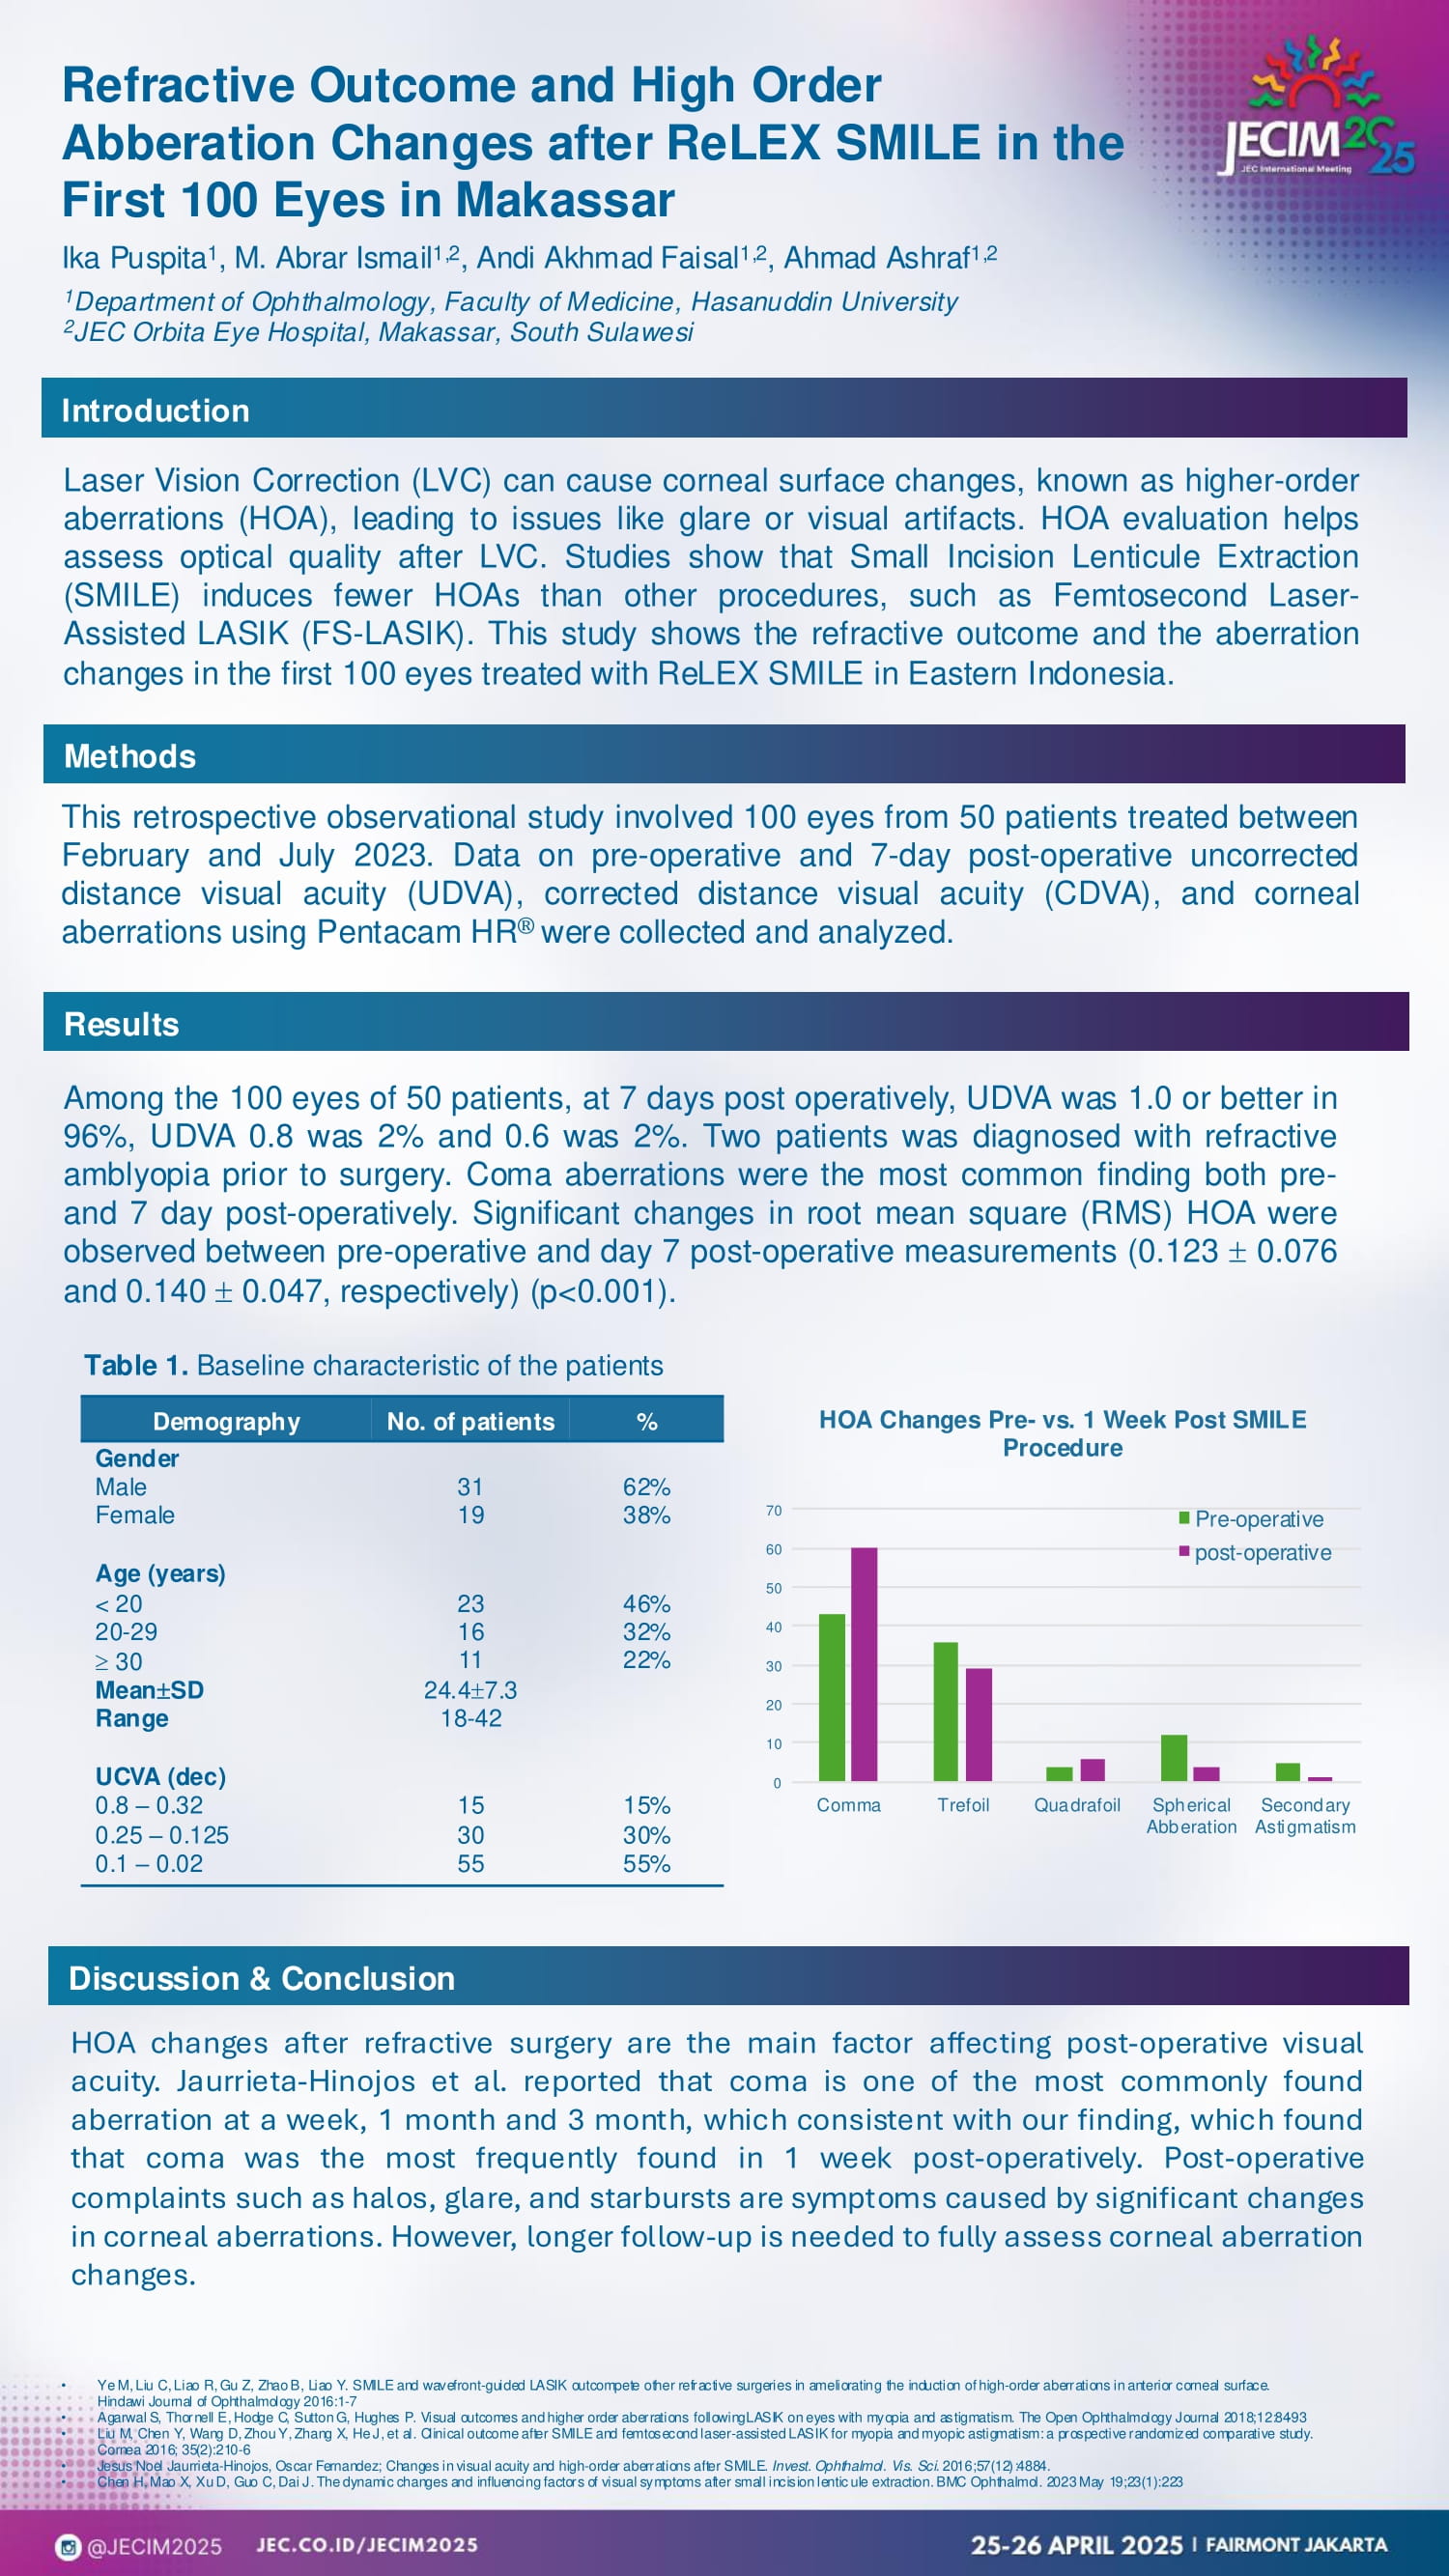 Refractive Outcome and High Order
Abberation Changes after ReLEX SMILE in the
First 100 Eyes in Makassar
JECIM 2025
JEC International Meeting
Ika Puspita¹, M. Abrar Ismail¹,², Andi Akhmad Faisal¹,², Ahmad Ashraf¹,²
¹Department of Ophthalmology, Faculty of Medicine, Hasanuddin University
²JEC Orbita Eye Hospital, Makassar, South Sulawesi
Introduction
Laser Vision Correction (LVC) can cause corneal surface changes, known as higher-order
aberrations (HOA), leading to issues like glare or visual artifacts. HOA evaluation helps
assess optical quality after LVC. Studies show that Small Incision Lenticule Extraction
(SMILE) induces fewer HOAs than other procedures, such as Femtosecond Laser-
Assisted LASIK (FS-LASIK). This study shows the refractive outcome and the aberration
changes in the first 100 eyes treated with ReLEX SMILE in Eastern Indonesia.
Methods
This retrospective observational study involved 100 eyes from 50 patients treated between
February and July 2023. Data on pre-operative and 7-day post-operative uncorrected
distance visual acuity (UDVA), corrected distance visual acuity (CDVA), and corneal
aberrations using Pentacam HR® were collected and analyzed.
Results
Among the 100 eyes of 50 patients, at 7 days post operatively, UDVA was 1.0 or better in
96%, UDVA 0.8 was 2% and 0.6 was 2%. Two patients was diagnosed with refractive
amblyopia prior to surgery. Coma aberrations were the most common finding both pre-
and 7 day post-operatively. Significant changes in root mean square (RMS) HOA were
observed between pre-operative and day 7 post-operative measurements (0.123 ± 0.076
and 0.140 ± 0.047, respectively) (p<0.001).
Table 1. Baseline characteristic of the patients
Demography No. of patients %
Gender
Male 31 62%
Female 19 38%
Age (years)
< 20 23 46%
20-29 16 32%
≥ 30 11 22%
Mean±SD 24.4±7.3
Range 18-42
UCVA (dec)
0.8 – 0.32 15 15%
0.25 – 0.125 30 30%
0.1 – 0.02 55 55%
HOA Changes Pre- vs. 1 Week Post SMILE
Procedure
70
60
50
40
30
20
10
0
Pre-operative
post-operative
Comma Trefoil Quadrafoil Spherical Secondary
Abberation Astigmatism
Discussion & Conclusion
HOA changes after refractive surgery are the main factor affecting post-operative visual
acuity. Jaurrieta-Hinojos et al. reported that coma is one of the most commonly found
aberration at a week, 1 month and 3 month, which consistent with our finding, which found
that coma was the most frequently found in 1 week post-operatively. Post-operative
complaints such as halos, glare, and starbursts are symptoms caused by significant changes
in corneal aberrations. However, longer follow-up is needed to fully assess corneal aberration
changes.
• Ye M, Liu C, Liao R, Gu Z, Zhao B, Liao Y. SMILE and wavefront-guided LASIK outcompete other refractive surgeries in ameliorating the induction of high-order aberrations in anterior corneal surface.
Hindawi Journal of Ophthalmology 2016:1-7
• Agarwal S, Thornell E, Hodge C, Sutton G, Hughes P. Visual outcomes and higher order aberrations following LASIK on eyes with myopia and astigmatism. The Open Ophthalmology Journal 2018;12:8493
• Liu M, Chen Y, Wang D, Zhou Y, Zhang X, He J, et al. Clinical outcome after SMILE and femtosecond laser-assisted LASIK for myopia and myopic astigmatism: a prospective randomized comparative study.
Cornea 2016; 35(2):210-6
• Jesus Noel Jaurrieta-Hinojos, Oscar Fernandez; Changes in visual acuity and high-order aberrations after SMILE. Invest. Ophthalmol. Vis. Sci. 2016;57(12):4884.
• Chen H, Mao X, Xu D, Guo C, Dai J. The dynamic changes and influencing factors of visual symptoms after small incision lenticule extraction. BMC Ophthalmol. 2023 May 19;23(1):223
@JECIM2025 JEC.CO.ID/JECIM2025 25-26 APRIL 2025 | FAIRMONT JAKARTA